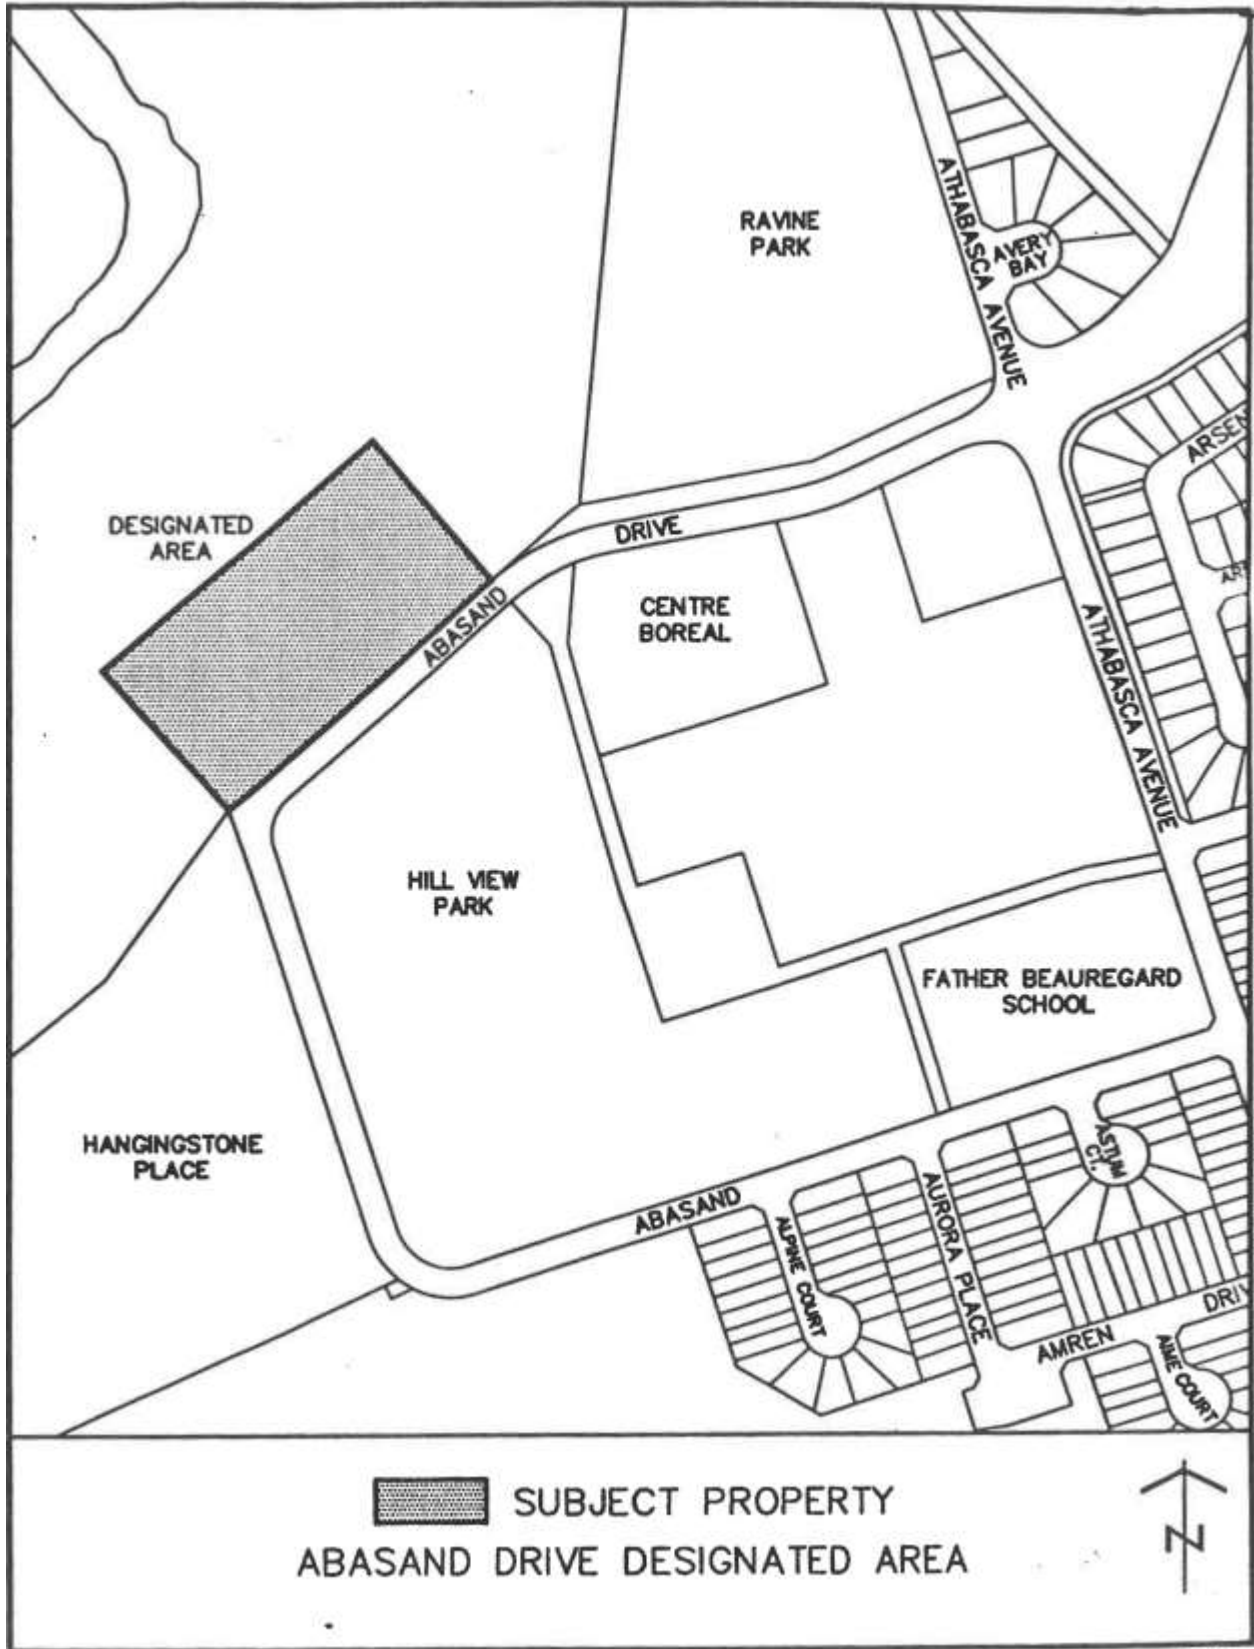 RAVINE
PARK
ATHABASCA AVENUE
AVERY
BAY
DESIGNATED
AREA
ABASAND
DRIVE
CENTRE
BOREAL
ARSEN
ATHABASCA AVENUE
HILL VIEW
PARK
FATHER BEAUREGARD
SCHOOL
HANGINGSTONE
PLACE
ABASAND
ALPINE COURT
AURORA PLACE
ASTUM
CT.
AMREN
DRIV
AIME COURT
SUBJECT PROPERTY
ABASAND DRIVE DESIGNATED AREA
N